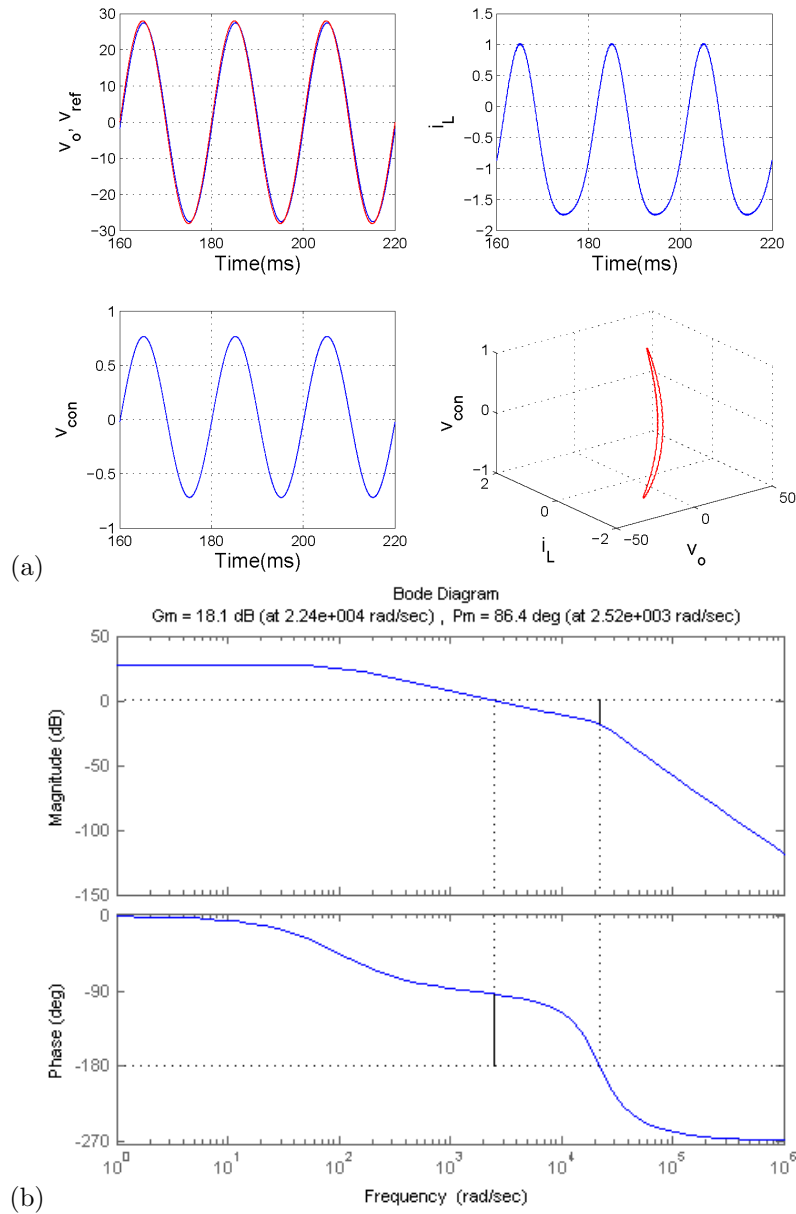 30
20
10
0
−10
−20
−30
v_o, v_ref
160 180 200 220
Time(ms)
1.5
1
0.5
0
−0.5
−1
−1.5
−2
i_L
160 180 200 220
Time(ms)
1
0.5
0
−0.5
−1
v_con
160 180 200 220
Time(ms)
1
0
−1
v_con
2
0
−2
i_L
−50
0
50
v_o
(a)
Bode Diagram
Gm = 18.1 dB (at 2.24e+004 rad/sec) , Pm = 86.4 deg (at 2.52e+003 rad/sec)
50
0
-50
-100
-150
Magnitude (dB)
0
-90
-180
-270
Phase (deg)
10^0 10^1 10^2 10^3 10^4 10^5 10^6
Frequency (rad/sec)
(b)